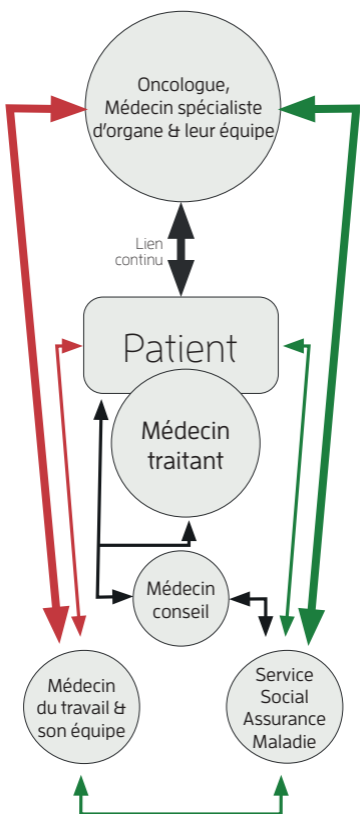 Oncologue,
Médecin spécialiste
d'organe & leur équipe
Lien
continu
Patient
Médecin
traitant
Médecin
conseil
Médecin
du travail &
son équipe
Service
Social
Assurance
Maladie